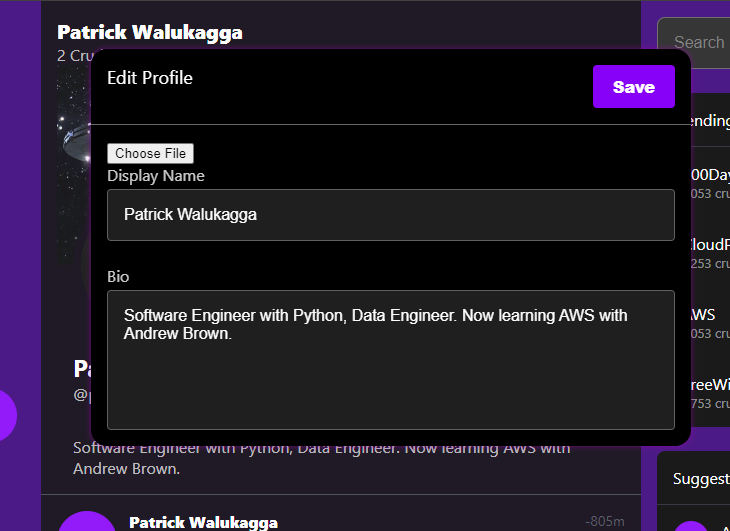 Patrick Walukagga
2 Cru
Search
Edit Profile
Save
Choose File
Display Name
Patrick Walukagga
Bio
Software Engineer with Python, Data Engineer. Now learning AWS with
Andrew Brown.
ending
00Day
053 cru
CloudP
253 cru
AWS
053 cru
reeWi
753 cru
Pa
@p
Software Engineer with Python, Data Engineer. Now learning AWS with
Andrew Brown.
Suggest
Patrick Walukagga
-805m